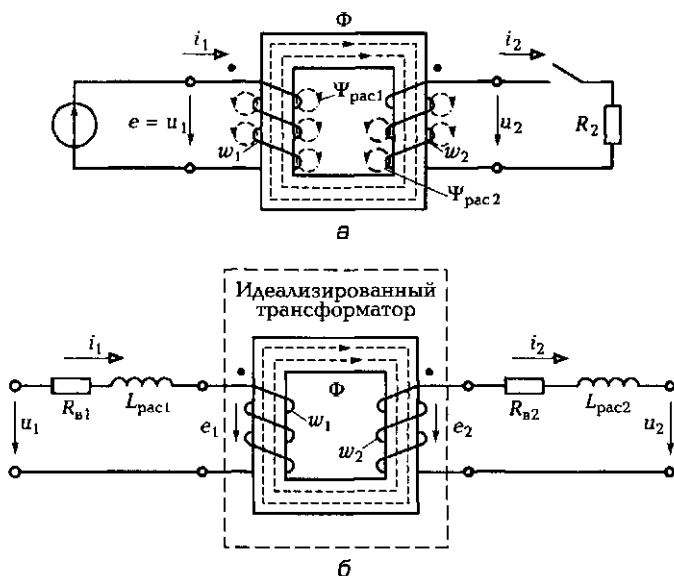 Φ
i₁ i₂
Ψрас1
e = u₁ w₁ w₂ u₂ R₂
Ψрас2
а
Идеализированный
трансформатор
i₁ i₂
Φ
Rв1 Lрас1 w₁ Rв2 Lрас2
u₁ e₁ w₂ e₂ u₂
б